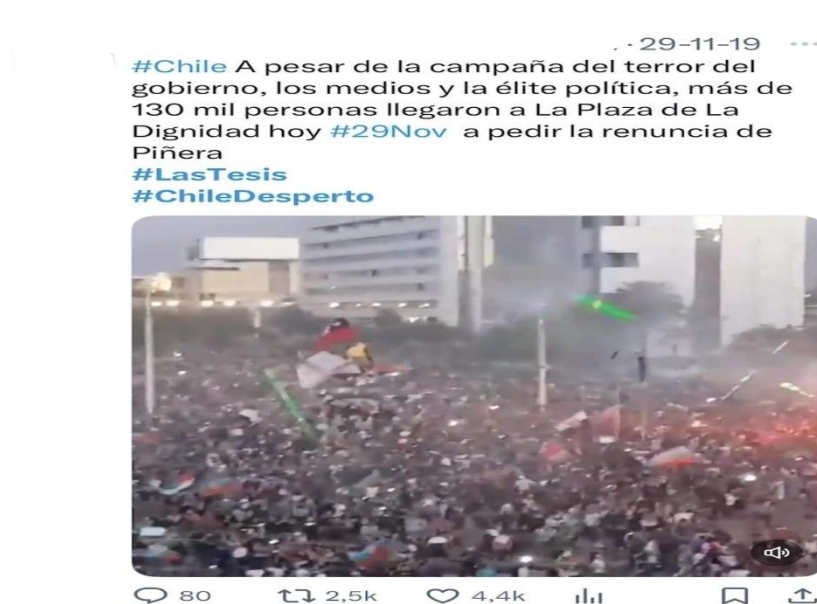 · 29-11-19
#Chile A pesar de la campaña del terror del
gobierno, los medios y la élite política, más de
130 mil personas llegaron a La Plaza de La
Dignidad hoy #29Nov a pedir la renuncia de
Piñera
#LasTesis
#ChileDesperto
80 2,5k 4,4k